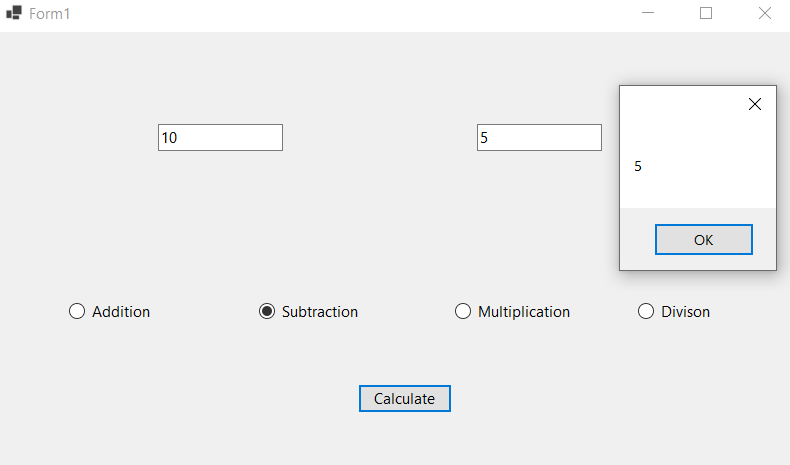 Form1
10
5
5
OK
Addition
Subtraction
Multiplication
Divison
Calculate